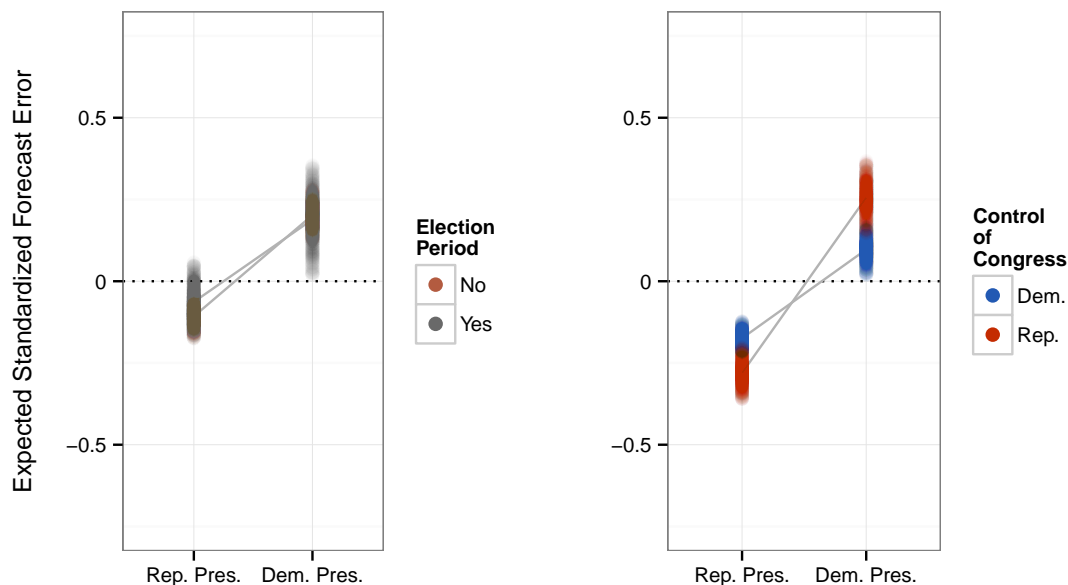 Expected Standardized Forecast Error
0.5
0
−0.5
Rep. Pres.
Dem. Pres.
Election
Period
No
Yes
0.5
0
−0.5
Rep. Pres.
Dem. Pres.
Control
of
Congress
Dem.
Rep.